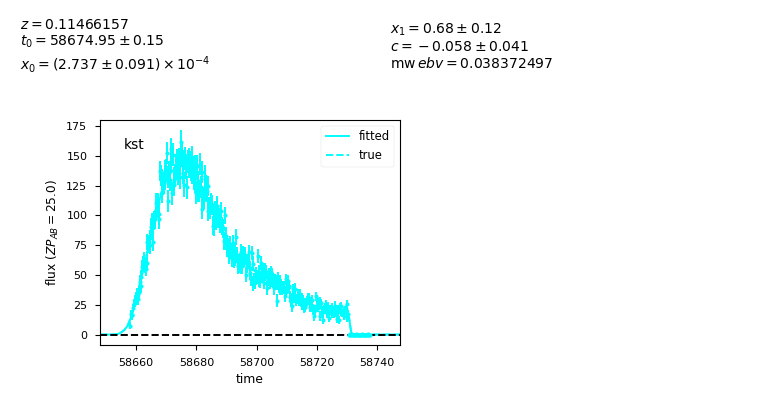 z = 0.11466157
t₀ = 58674.95 ± 0.15
x₀ = (2.737 ± 0.091) × 10⁻⁴
x₁ = 0.68 ± 0.12
c = −0.058 ± 0.041
mw ebv = 0.038372497
kst
fitted
true
flux (ZP_AB = 25.0)
175
150
125
100
75
50
25
0
58660 58680 58700 58720 58740
time